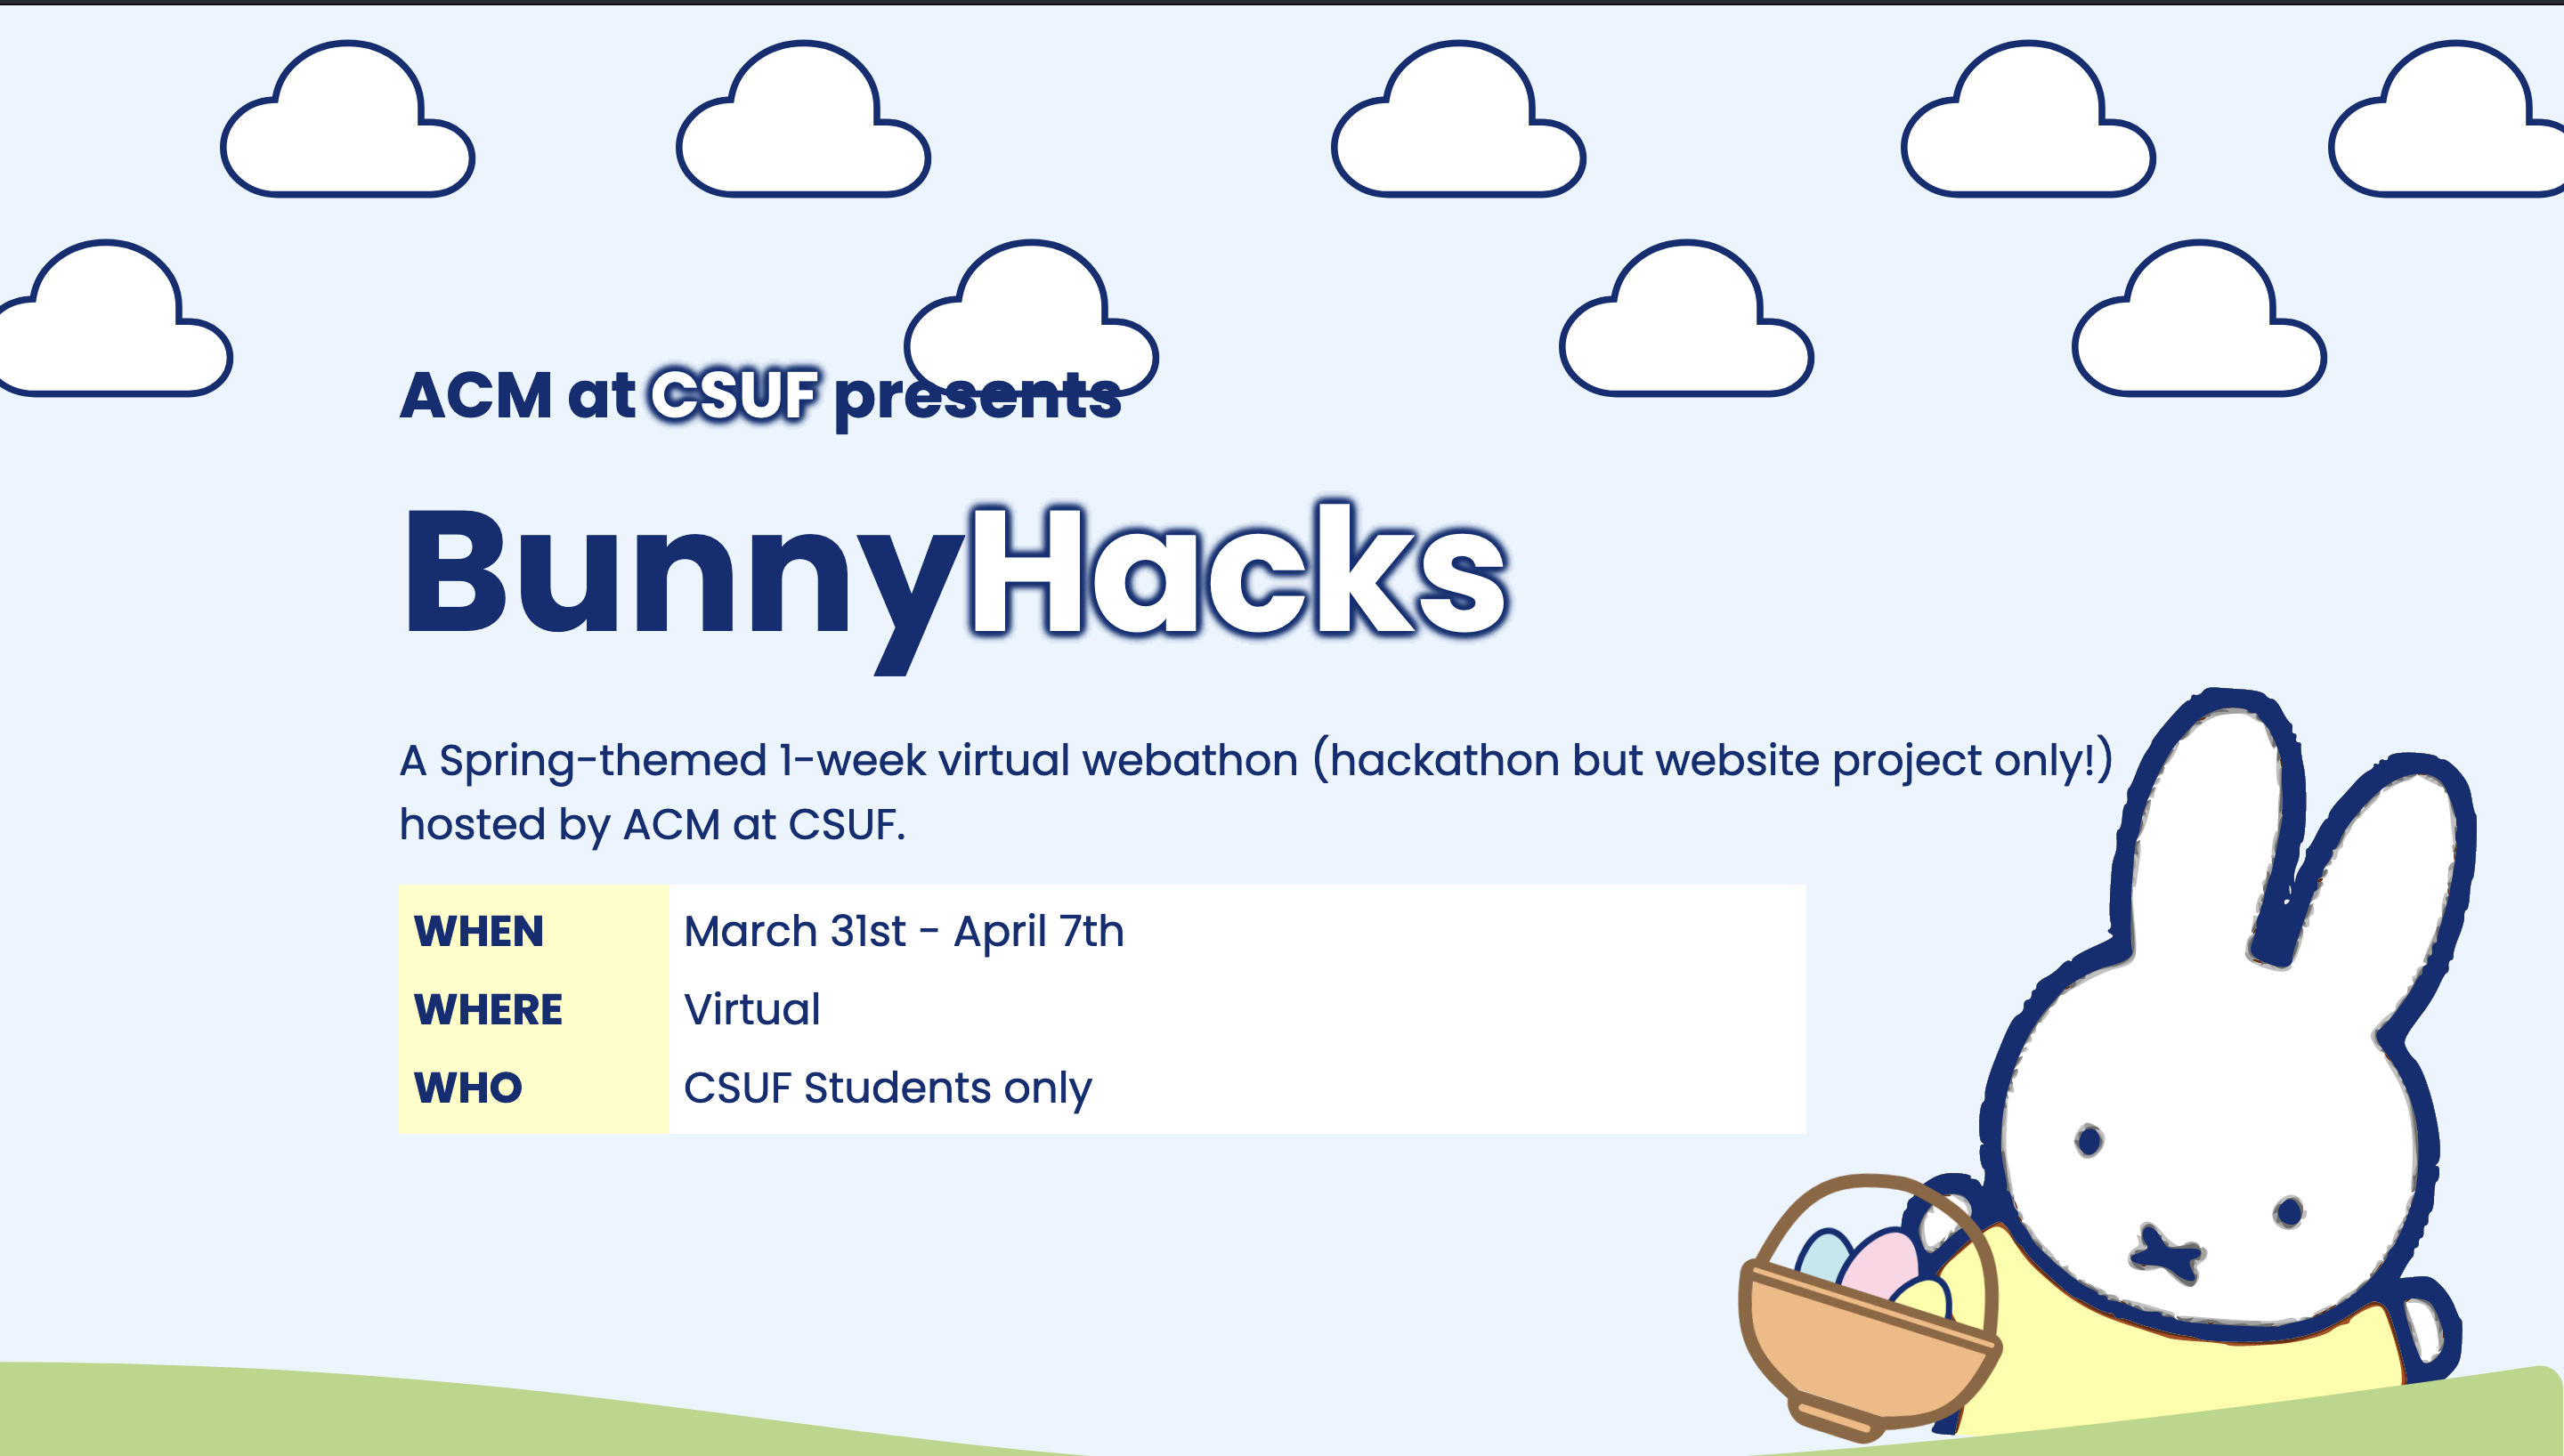 ACM at CSUF presents
BunnyHacks
A Spring-themed 1-week virtual webathon (hackathon but website project only!)
hosted by ACM at CSUF.
WHEN March 31st - April 7th
WHERE Virtual
WHO CSUF Students only